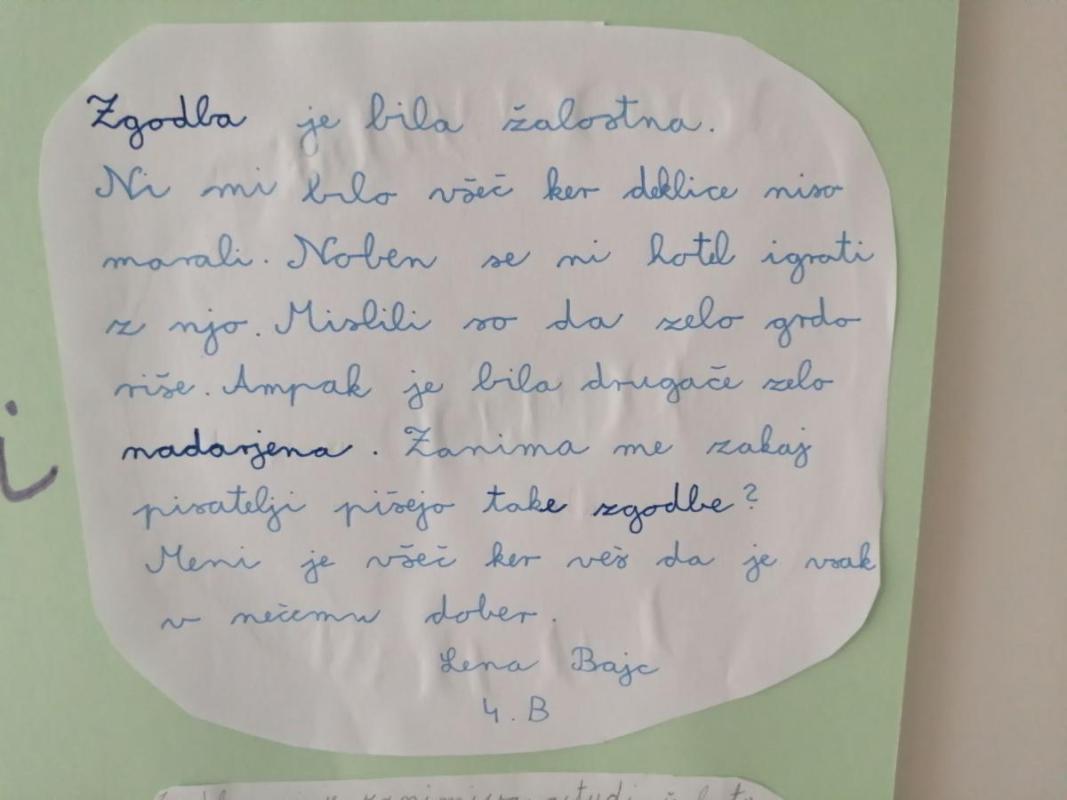 Zgodba je bila žalostna.
Ni mi bilo všeč ker deklice niso
marali. Noben se ni hotel igrati
z njo. Mislili so da zelo grdo
riše. Ampak je bila drugače zelo
nadarjena. Zanima me zakaj
pisatelji pišejo take zgodbe?
Meni je všeč ker veš da je vsak
v nečemu dober.
Lena Bajc
4. B
i